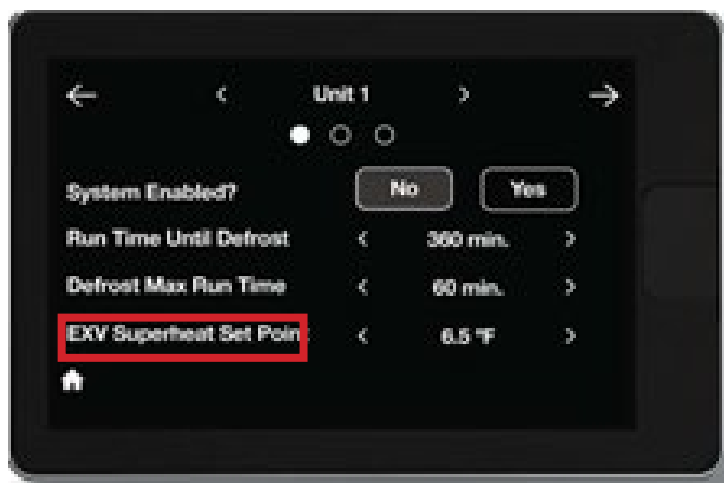 Unit 1
System Enabled? No Yes
Run Time Until Defrost 360 min.
Defrost Max Run Time 60 min.
EXV Superheat Set Point 6.5 °F